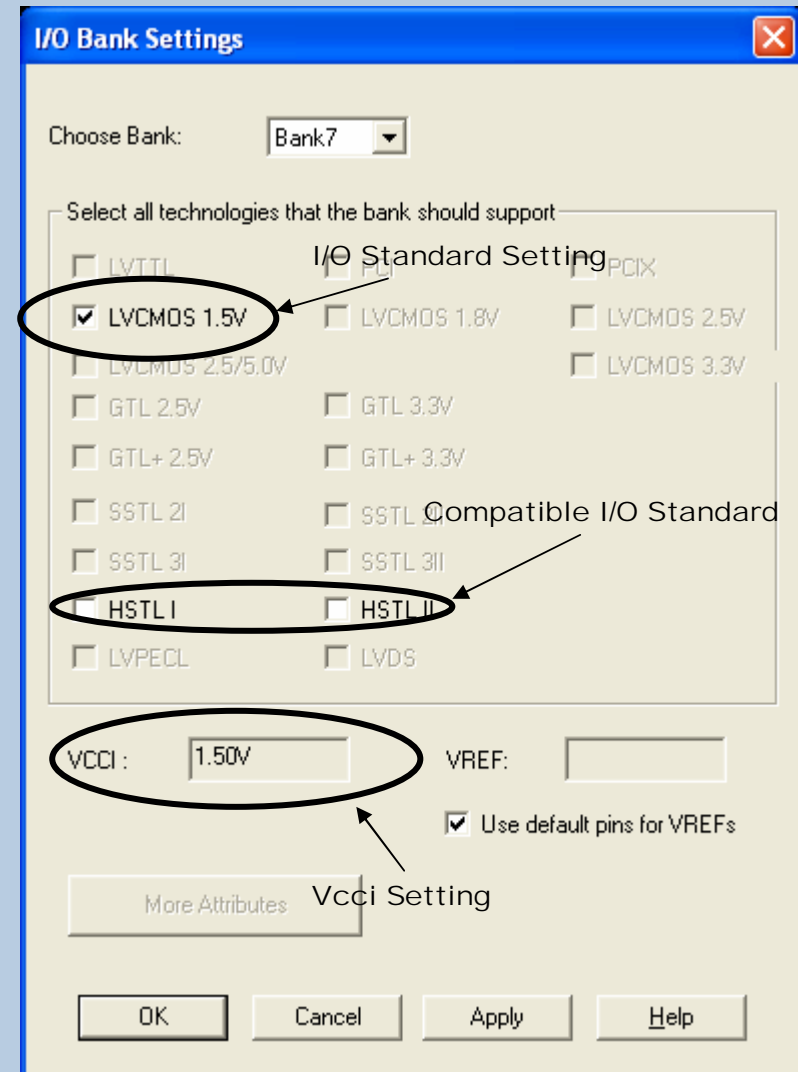 I/O Bank Settings
Choose Bank: Bank7
Select all technologies that the bank should support
I/O Standard Setting
LVTTL PCI PCIX
LVCMOS 1.5V LVCMOS 1.8V LVCMOS 2.5V
LVCMOS 2.5/5.0V LVCMOS 3.3V
GTL 2.5V GTL 3.3V
GTL+ 2.5V GTL+ 3.3V
SSTL 2I SSTL 2II
Compatible I/O Standard
SSTL 3I SSTL 3II
HSTL I HSTL II
LVPECL LVDS
VCCI : 1.50V VREF:
Use default pins for VREFs
More Attributes
Vcci Setting
OK Cancel Apply Help